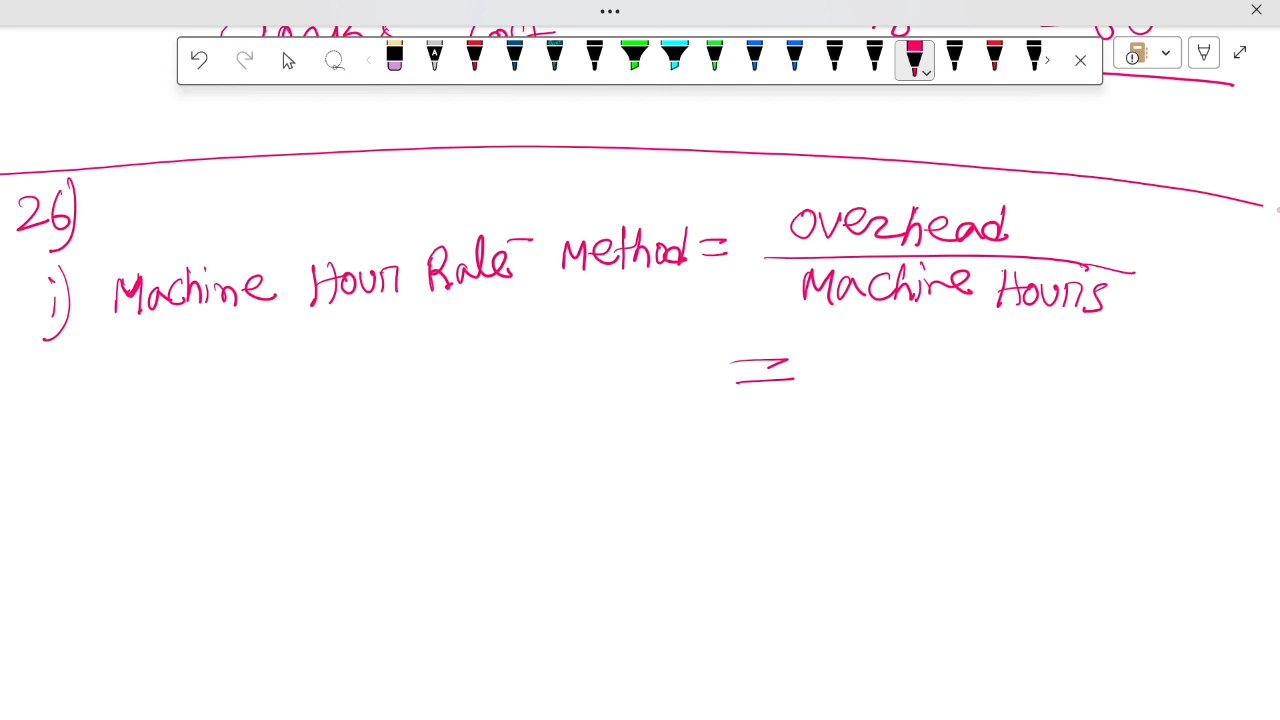 26)
i) Machine Hour Rate Method = Overhead
Machine Hours
=